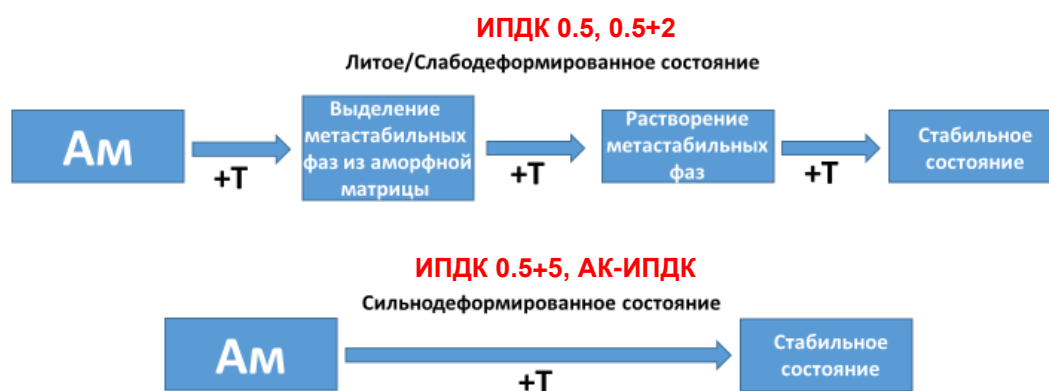 ИПДК 0.5, 0.5+2
Литое/Слабодеформированное состояние
Ам
+Т
Выделение
метастабильных
фаз из аморфной
матрицы
+Т
Растворение
метастабильных
фаз
+Т
Стабильное
состояние
ИПДК 0.5+5, АК-ИПДК
Сильнодеформированное состояние
Ам
+Т
Стабильное
состояние